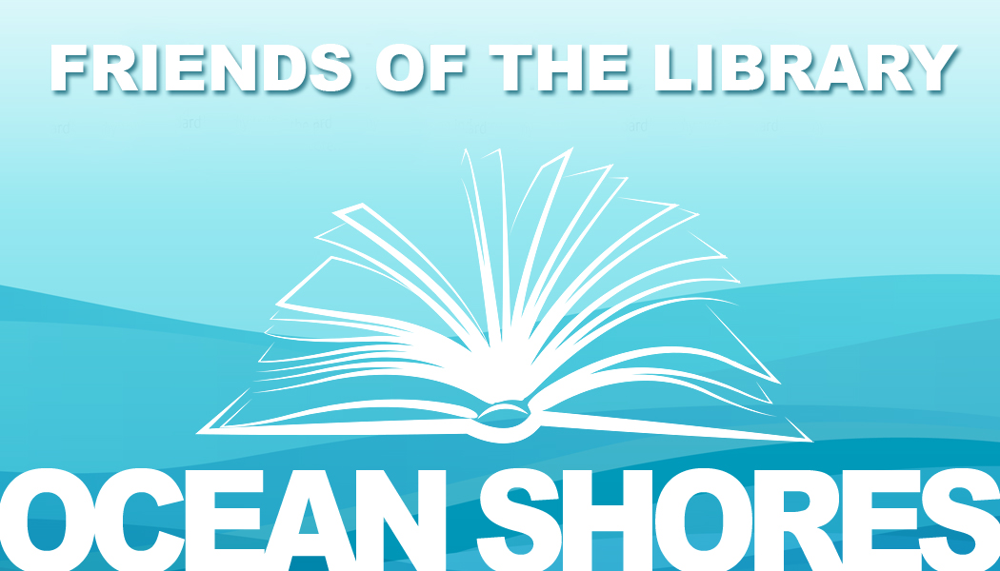 FRIENDS OF THE LIBRARY
OCEAN SHORES